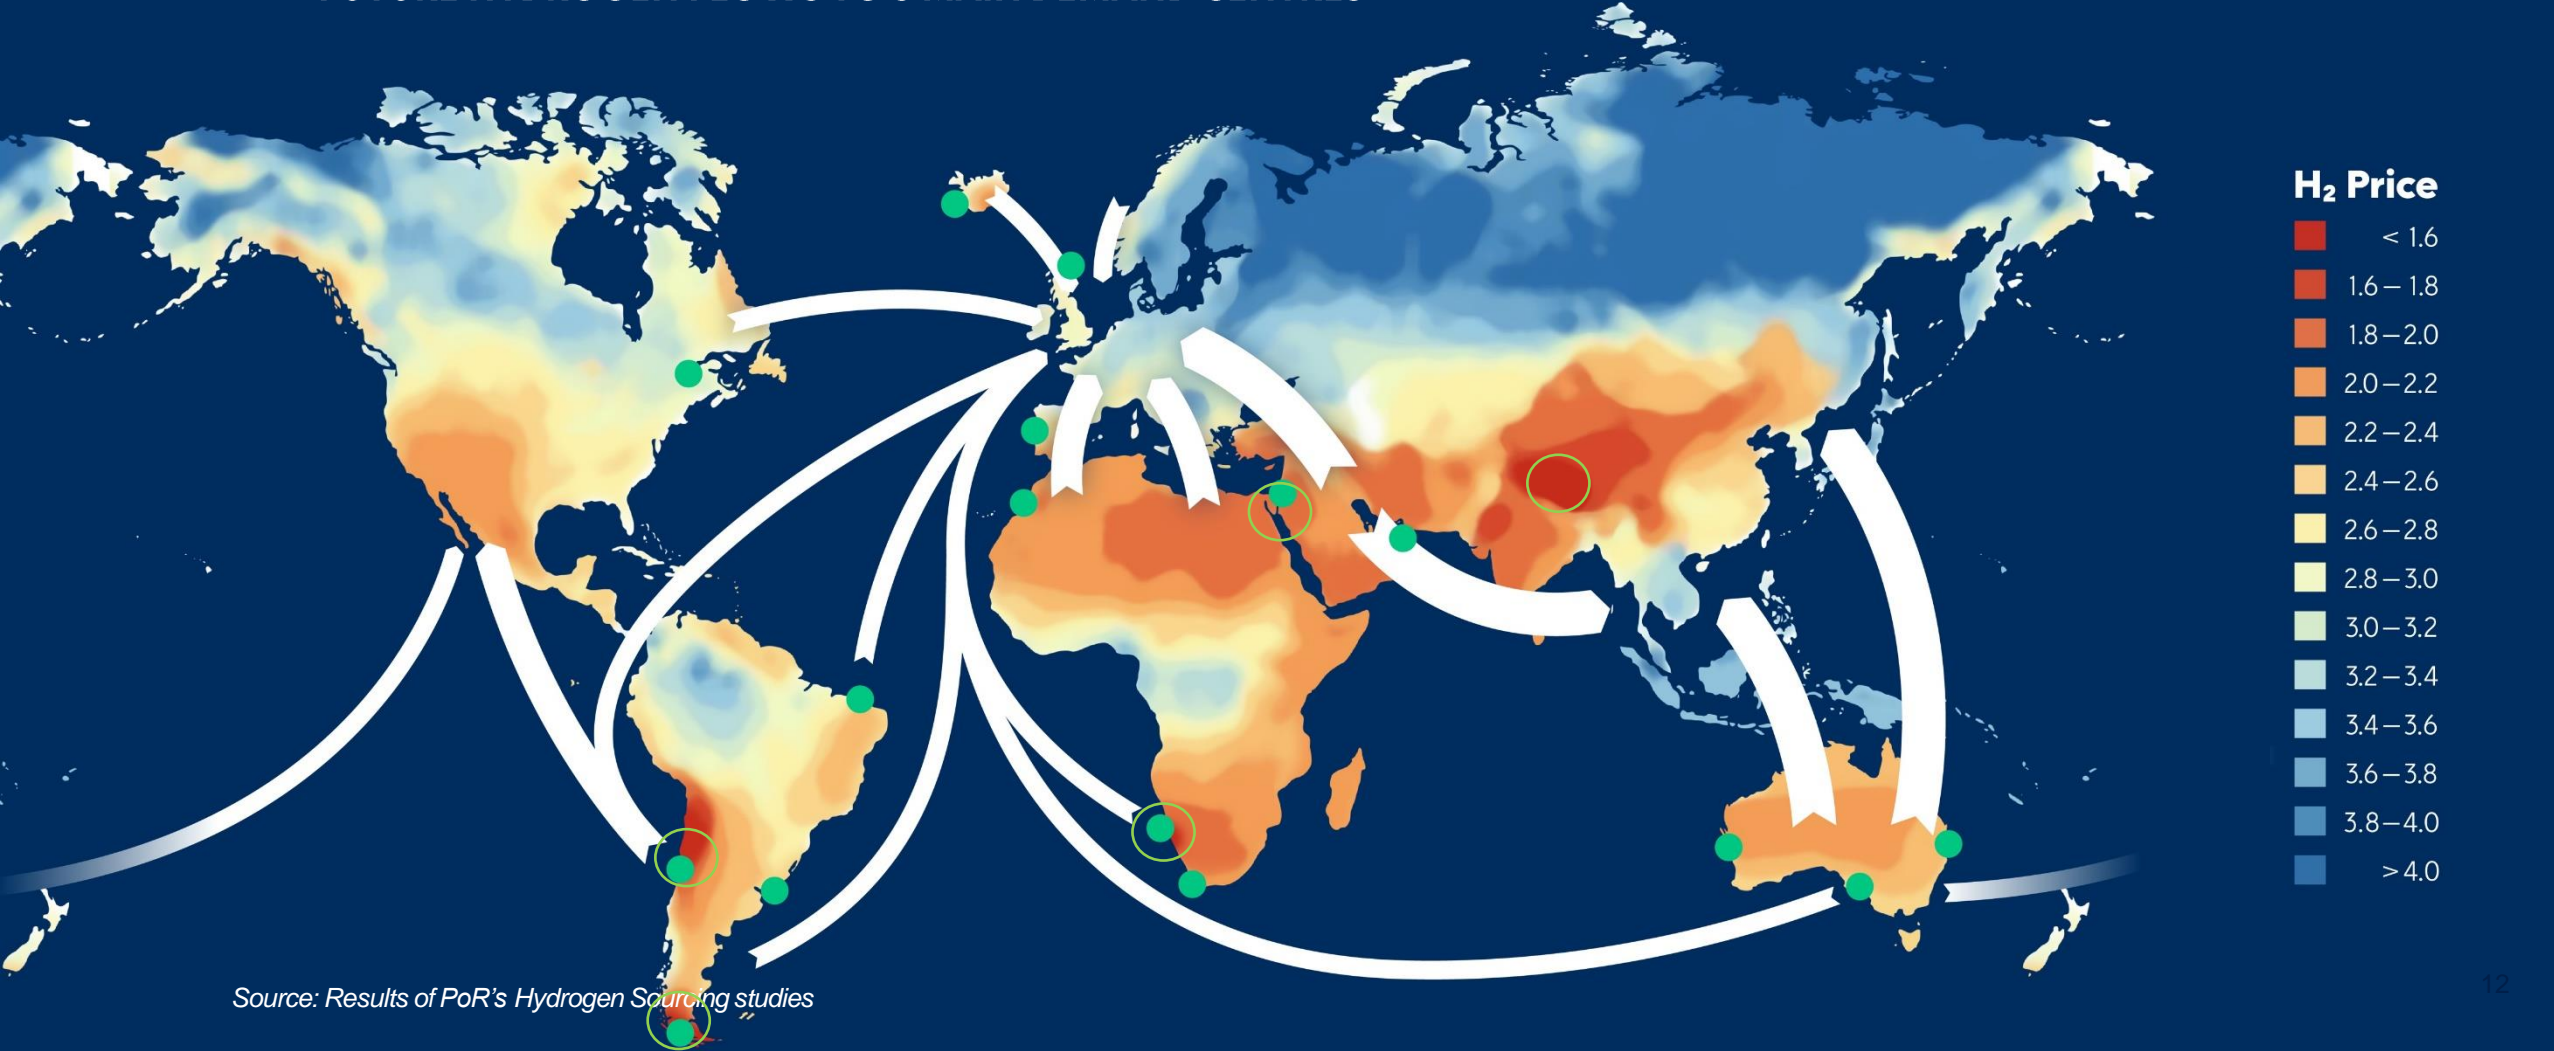 H₂ Price
< 1.6
1.6 – 1.8
1.8 – 2.0
2.0 – 2.2
2.2 – 2.4
2.4 – 2.6
2.6 – 2.8
2.8 – 3.0
3.0 – 3.2
3.2 – 3.4
3.4 – 3.6
3.6 – 3.8
3.8 – 4.0
> 4.0
Source: Results of PoR's Hydrogen Sourcing studies
12